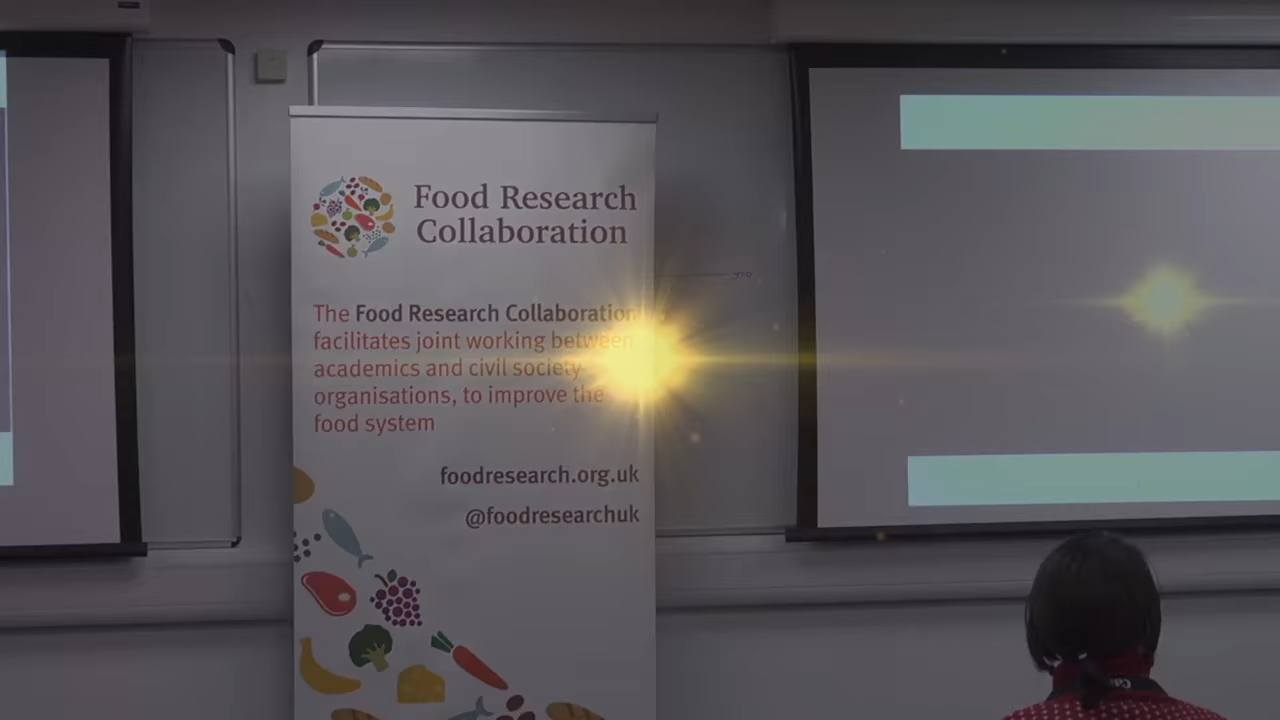 Food Research
Collaboration
The Food Research Collaboration
facilitates joint working between
academics and civil society
organisations, to improve the
food system
foodresearch.org.uk
@foodresearchuk